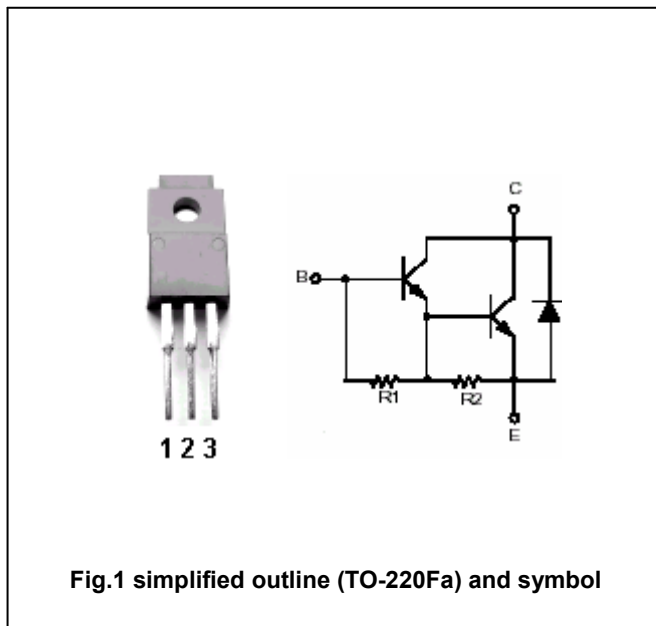 C
B
R1 R2
E
1 2 3
Fig.1 simplified outline (TO-220Fa) and symbol